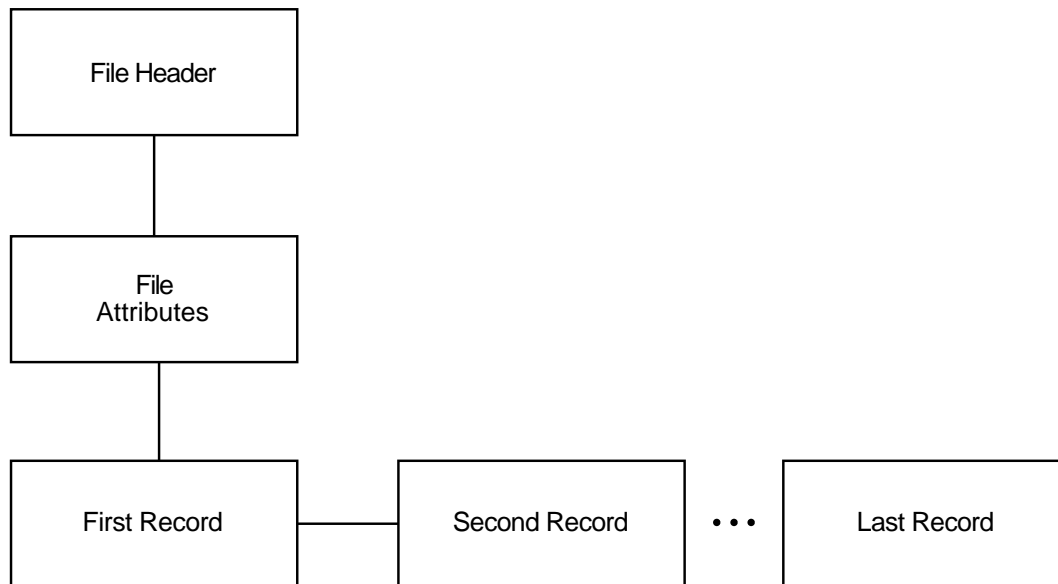 File Header
File
Attributes
First Record
Second Record
Last Record